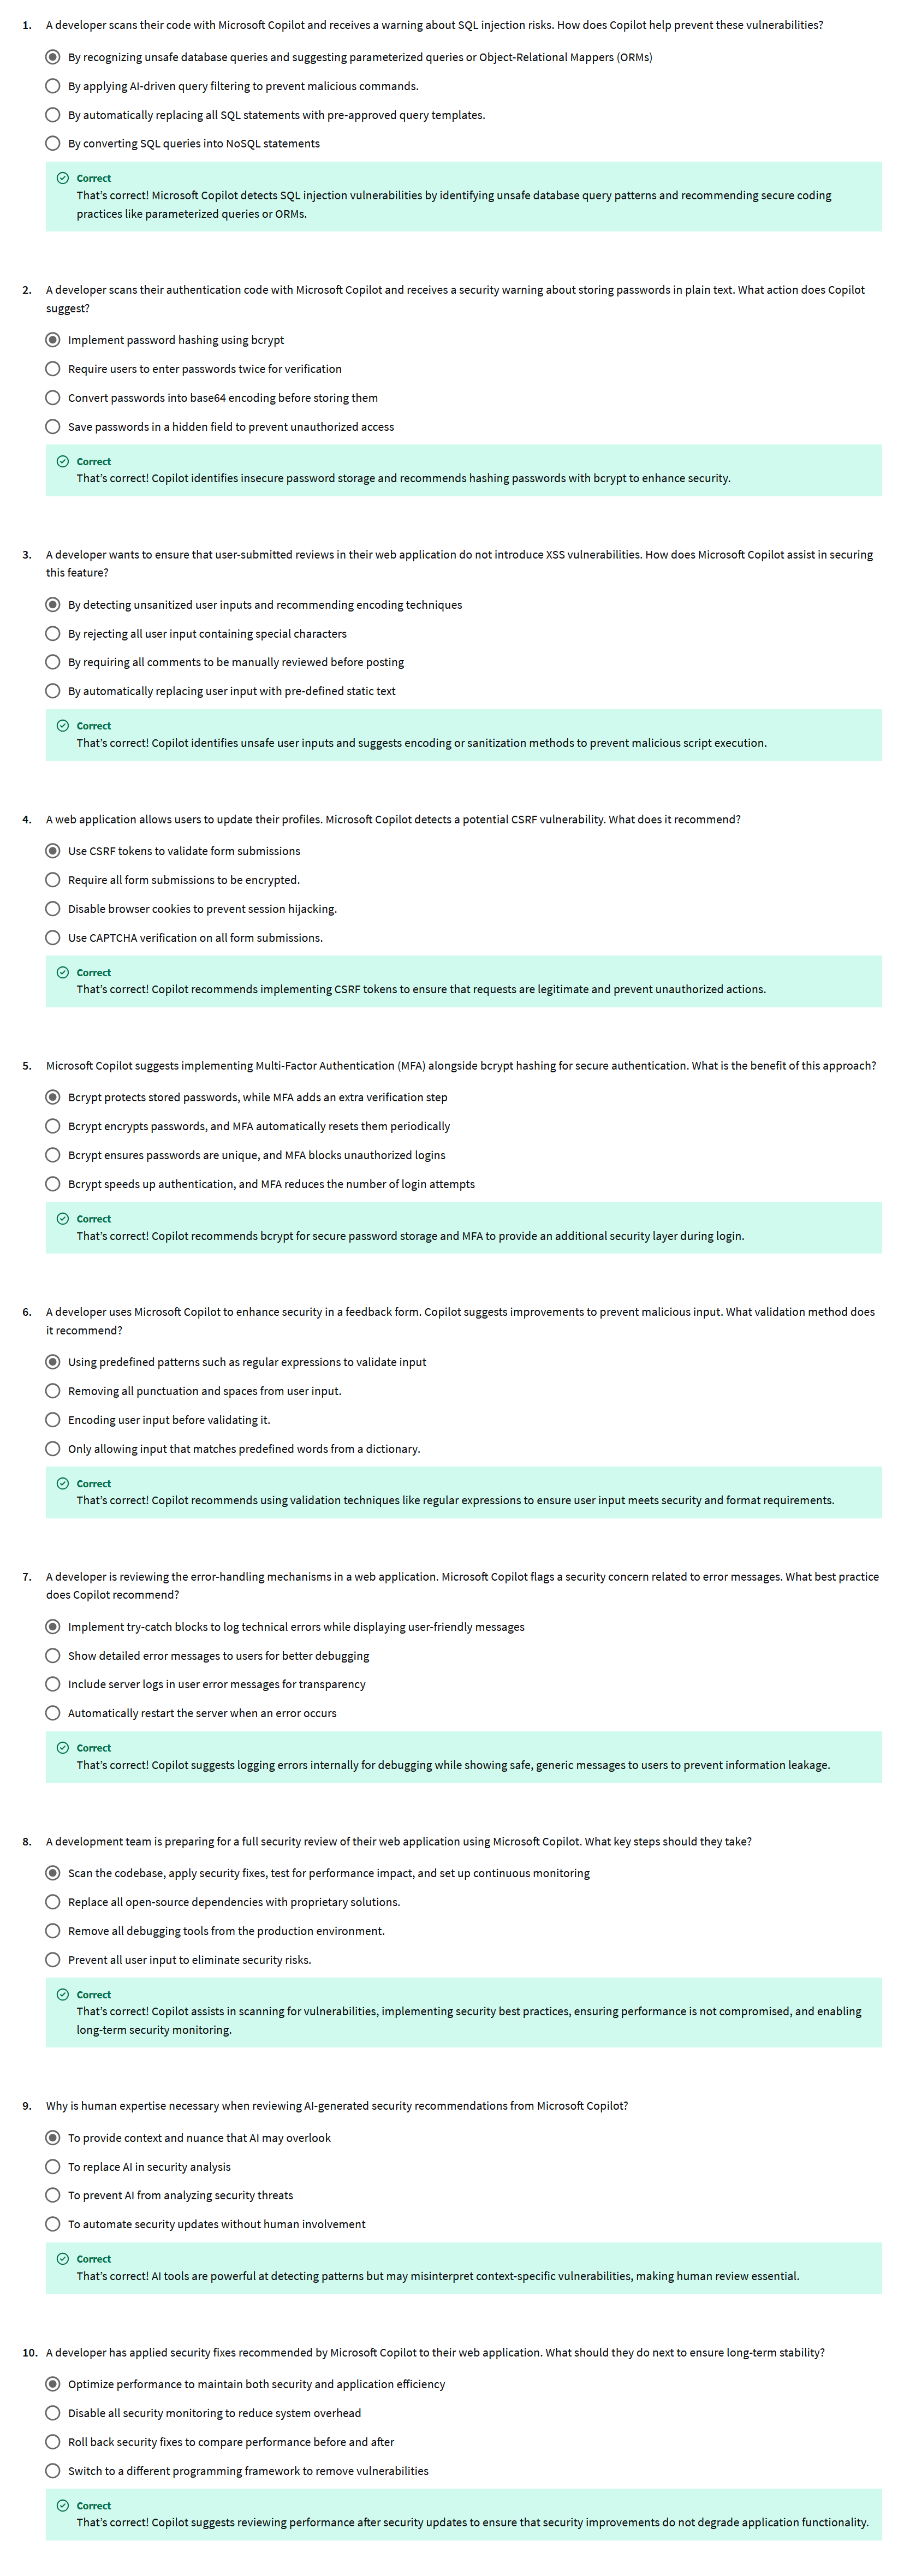 1. A developer scans their code with Microsoft Copilot and receives a warning about SQL injection risks. How does Copilot help prevent these vulnerabilities?
By recognizing unsafe database queries and suggesting parameterized queries or Object-Relational Mappers (ORMs)
By applying AI-driven query filtering to prevent malicious commands.
By automatically replacing all SQL statements with pre-approved query templates.
By converting SQL queries into NoSQL statements
Correct
That's correct! Microsoft Copilot detects SQL injection vulnerabilities by identifying unsafe database query patterns and recommending secure coding
practices like parameterized queries or ORMs.
2. A developer scans their authentication code with Microsoft Copilot and receives a security warning about storing passwords in plain text. What action does Copilot
suggest?
Implement password hashing using bcrypt
Require users to enter passwords twice for verification
Convert passwords into base64 encoding before storing them
Save passwords in a hidden field to prevent unauthorized access
Correct
That's correct! Copilot identifies insecure password storage and recommends hashing passwords with bcrypt to enhance security.
3. A developer wants to ensure that user-submitted reviews in their web application do not introduce XSS vulnerabilities. How does Microsoft Copilot assist in securing
this feature?
By detecting unsanitized user inputs and recommending encoding techniques
By rejecting all user input containing special characters
By requiring all comments to be manually reviewed before posting
By automatically replacing user input with pre-defined static text
Correct
That's correct! Copilot identifies unsafe user inputs and suggests encoding or sanitization methods to prevent malicious script execution.
4. A web application allows users to update their profiles. Microsoft Copilot detects a potential CSRF vulnerability. What does it recommend?
Use CSRF tokens to validate form submissions
Require all form submissions to be encrypted.
Disable browser cookies to prevent session hijacking.
Use CAPTCHA verification on all form submissions.
Correct
That's correct! Copilot recommends implementing CSRF tokens to ensure that requests are legitimate and prevent unauthorized actions.
5. Microsoft Copilot suggests implementing Multi-Factor Authentication (MFA) alongside bcrypt hashing for secure authentication. What is the benefit of this approach?
Bcrypt protects stored passwords, while MFA adds an extra verification step
Bcrypt encrypts passwords, and MFA automatically resets them periodically
Bcrypt ensures passwords are unique, and MFA blocks unauthorized logins
Bcrypt speeds up authentication, and MFA reduces the number of login attempts
Correct
That's correct! Copilot recommends bcrypt for secure password storage and MFA to provide an additional security layer during login.
6. A developer uses Microsoft Copilot to enhance security in a feedback form. Copilot suggests improvements to prevent malicious input. What validation method does
it recommend?
Using predefined patterns such as regular expressions to validate input
Removing all punctuation and spaces from user input.
Encoding user input before validating it.
Only allowing input that matches predefined words from a dictionary.
Correct
That's correct! Copilot recommends using validation techniques like regular expressions to ensure user input meets security and format requirements.
7. A developer is reviewing the error-handling mechanisms in a web application. Microsoft Copilot flags a security concern related to error messages. What best practice
does Copilot recommend?
Implement try-catch blocks to log technical errors while displaying user-friendly messages
Show detailed error messages to users for better debugging
Include server logs in user error messages for transparency
Automatically restart the server when an error occurs
Correct
That's correct! Copilot suggests logging errors internally for debugging while showing safe, generic messages to users to prevent information leakage.
8. A development team is preparing for a full security review of their web application using Microsoft Copilot. What key steps should they take?
Scan the codebase, apply security fixes, test for performance impact, and set up continuous monitoring
Replace all open-source dependencies with proprietary solutions.
Remove all debugging tools from the production environment.
Prevent all user input to eliminate security risks.
Correct
That's correct! Copilot assists in scanning for vulnerabilities, implementing security best practices, ensuring performance is not compromised, and enabling
long-term security monitoring.
9. Why is human expertise necessary when reviewing AI-generated security recommendations from Microsoft Copilot?
To provide context and nuance that AI may overlook
To replace AI in security analysis
To prevent AI from analyzing security threats
To automate security updates without human involvement
Correct
That's correct! AI tools are powerful at detecting patterns but may misinterpret context-specific vulnerabilities, making human review essential.
10. A developer has applied security fixes recommended by Microsoft Copilot to their web application. What should they do next to ensure long-term stability?
Optimize performance to maintain both security and application efficiency
Disable all security monitoring to reduce system overhead
Roll back security fixes to compare performance before and after
Switch to a different programming framework to remove vulnerabilities
Correct
That's correct! Copilot suggests reviewing performance after security updates to ensure that security improvements do not degrade application functionality.